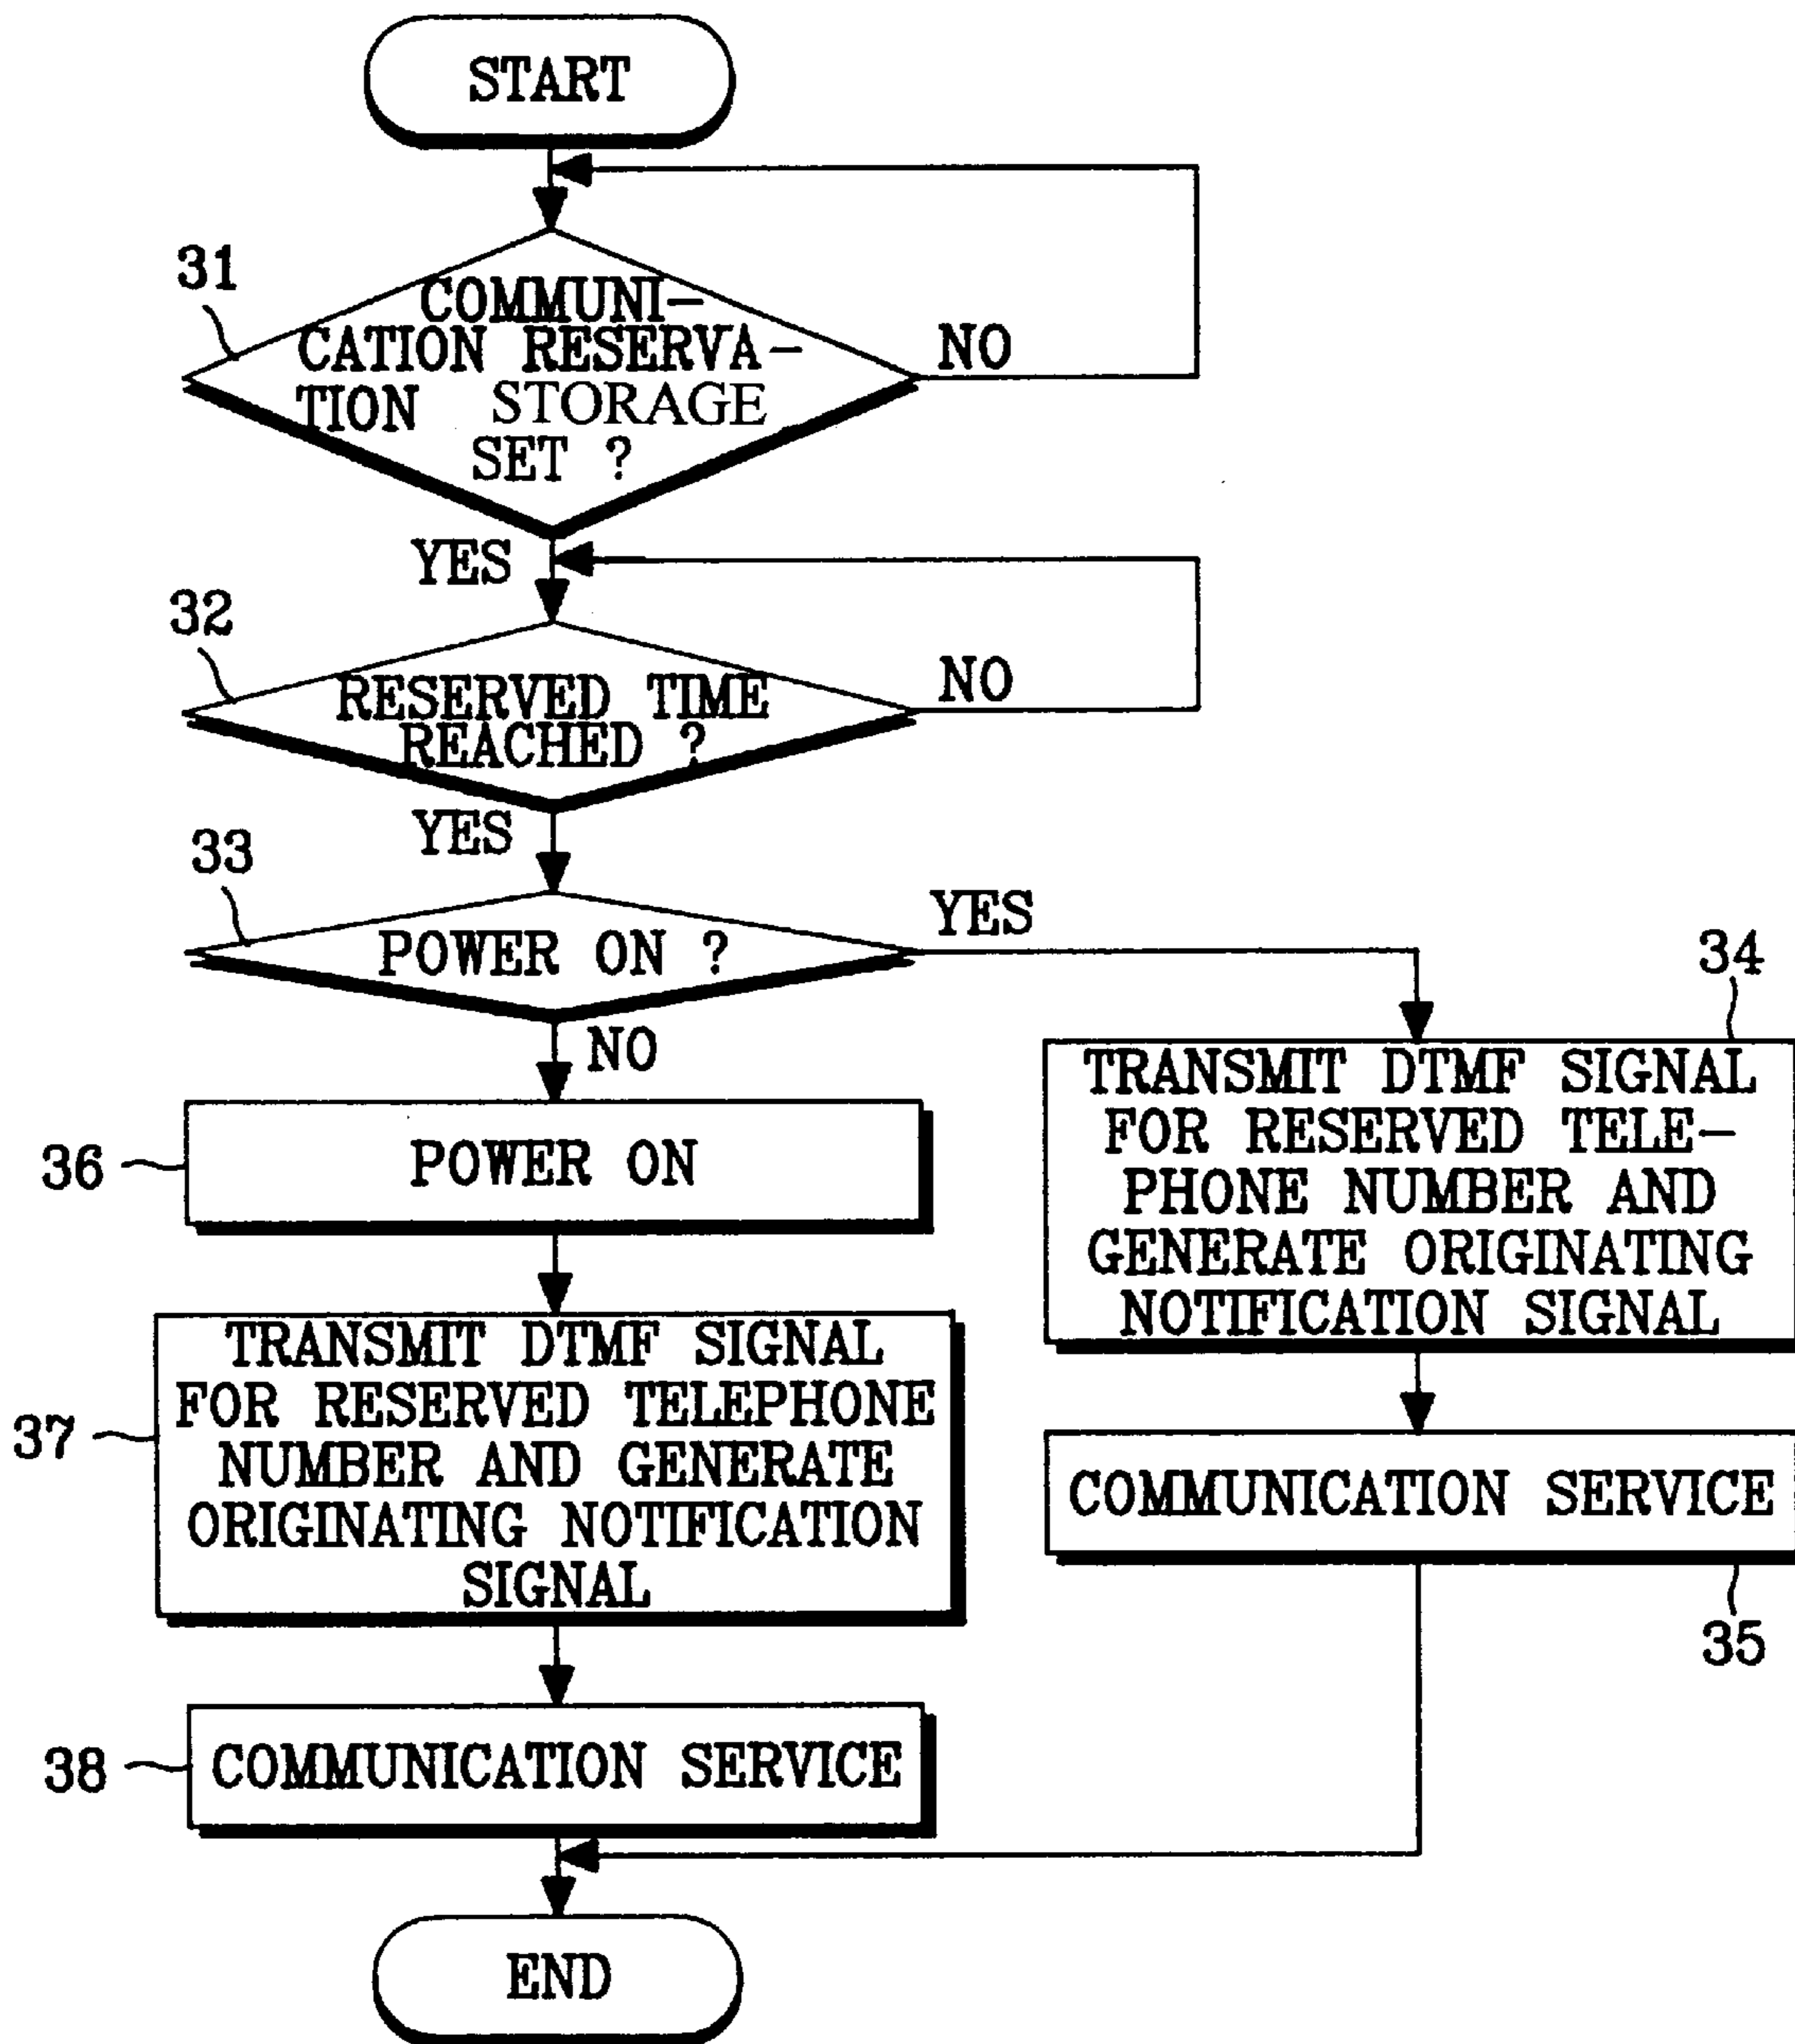 START
31
COMMUNI-
CATION RESERVA-
TION STORAGE
SET ?
NO
YES
32
RESERVED TIME
REACHED ?
NO
YES
33
POWER ON ?
YES
NO
34
TRANSMIT DTMF SIGNAL
FOR RESERVED TELE-
PHONE NUMBER AND
GENERATE ORIGINATING
NOTIFICATION SIGNAL
36
POWER ON
37
TRANSMIT DTMF SIGNAL
FOR RESERVED TELEPHONE
NUMBER AND GENERATE
ORIGINATING NOTIFICATION
SIGNAL
COMMUNICATION SERVICE
35
38
COMMUNICATION SERVICE
END